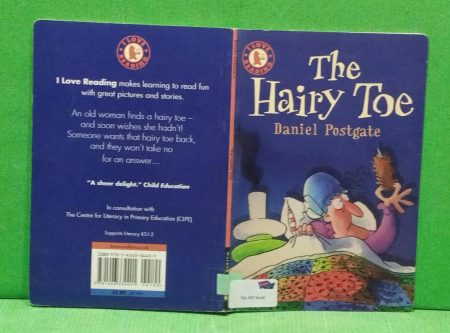 I LOVE READING
I Love Reading makes learning to read fun
with great pictures and stories.
An old woman finds a hairy toe –
and soon wishes she hadn't!
Someone wants that hairy toe back,
and they won't take no
for an answer...
"A sheer delight." Child Education
In consultation with
The Centre for Literacy in Primary Education (CLPE)
Supports Literacy KS1-2
I LOVE READING
The
Hairy Toe
Daniel Postgate